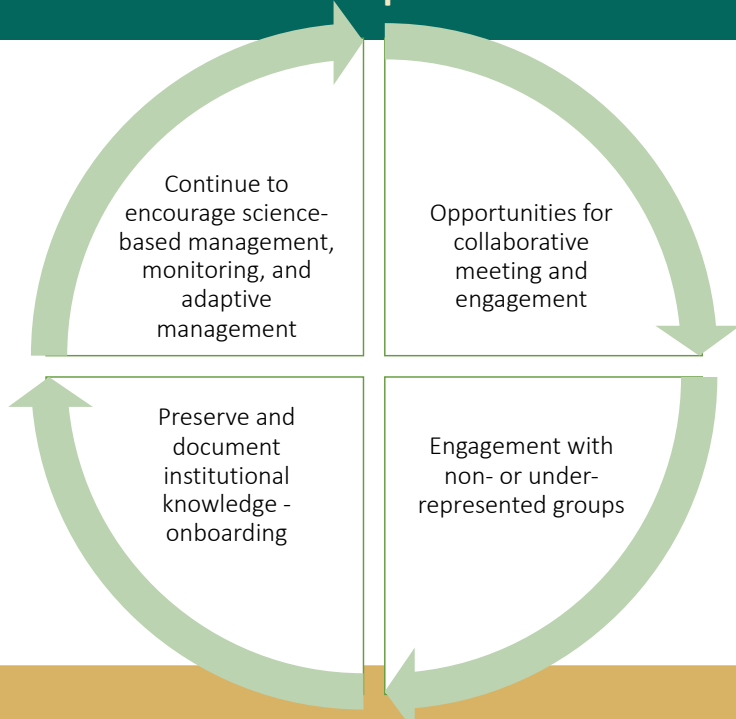 Continue to
encourage science-
based management,
monitoring, and
adaptive
management
Opportunities for
collaborative
meeting and
engagement
Preserve and
document
institutional
knowledge -
onboarding
Engagement with
non- or under-
represented groups